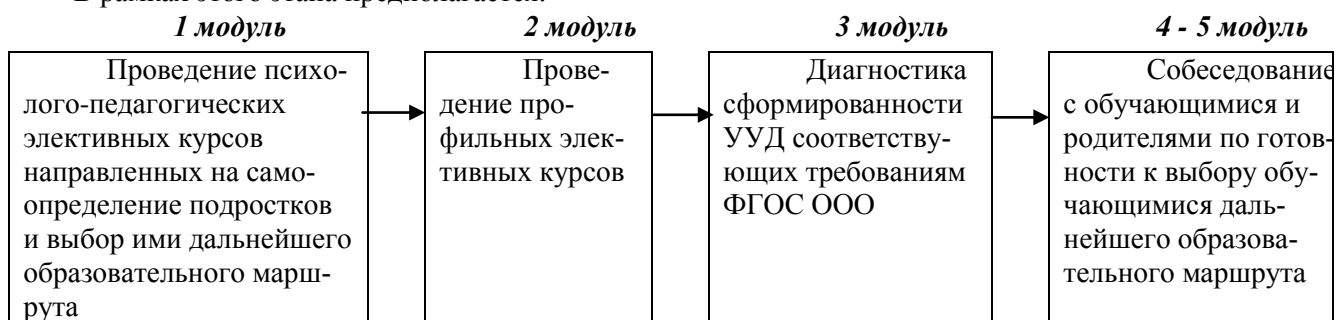 В рамках этого этапа предполагается:
1 модуль
2 модуль
3 модуль
4 - 5 модуль
Проведение психо-
лого-педагогических
элективных курсов
направленных на само-
определение подростков
и выбор ими дальнейшего
образовательного марш-
рута
Прове-
дение про-
фильных элек-
тивных курсов
Диагностика
сформированности
УУД соответству-
ющих требованиям
ФГОС ООО
Собеседование
с обучающимися и
родителями по готов-
ности к выбору обу-
чающимися даль-
нейшего образова-
тельного маршрута